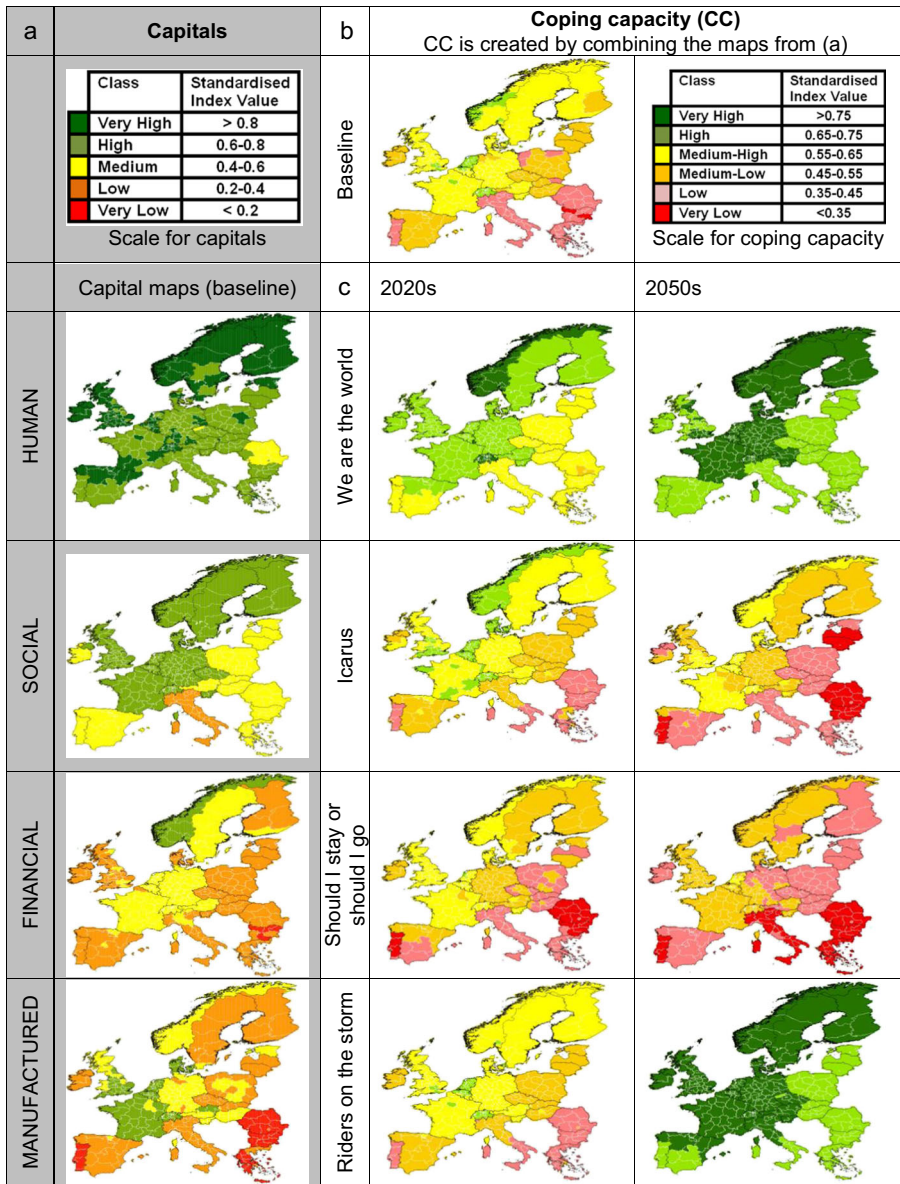 a
Capitals
b
Coping capacity (CC)
CC is created by combining the maps from (a)
Class Standardised Index Value
Very High > 0.8
High 0.6-0.8
Medium 0.4-0.6
Low 0.2-0.4
Very Low < 0.2
Scale for capitals
Baseline
Class Standardised Index Value
Very High >0.75
High 0.65-0.75
Medium-High 0.55-0.65
Medium-Low 0.45-0.55
Low 0.35-0.45
Very Low <0.35
Scale for coping capacity
Capital maps (baseline)
c
2020s
2050s
HUMAN
We are the world
SOCIAL
Icarus
FINANCIAL
Should I stay or
should I go
MANUFACTURED
Riders on the storm